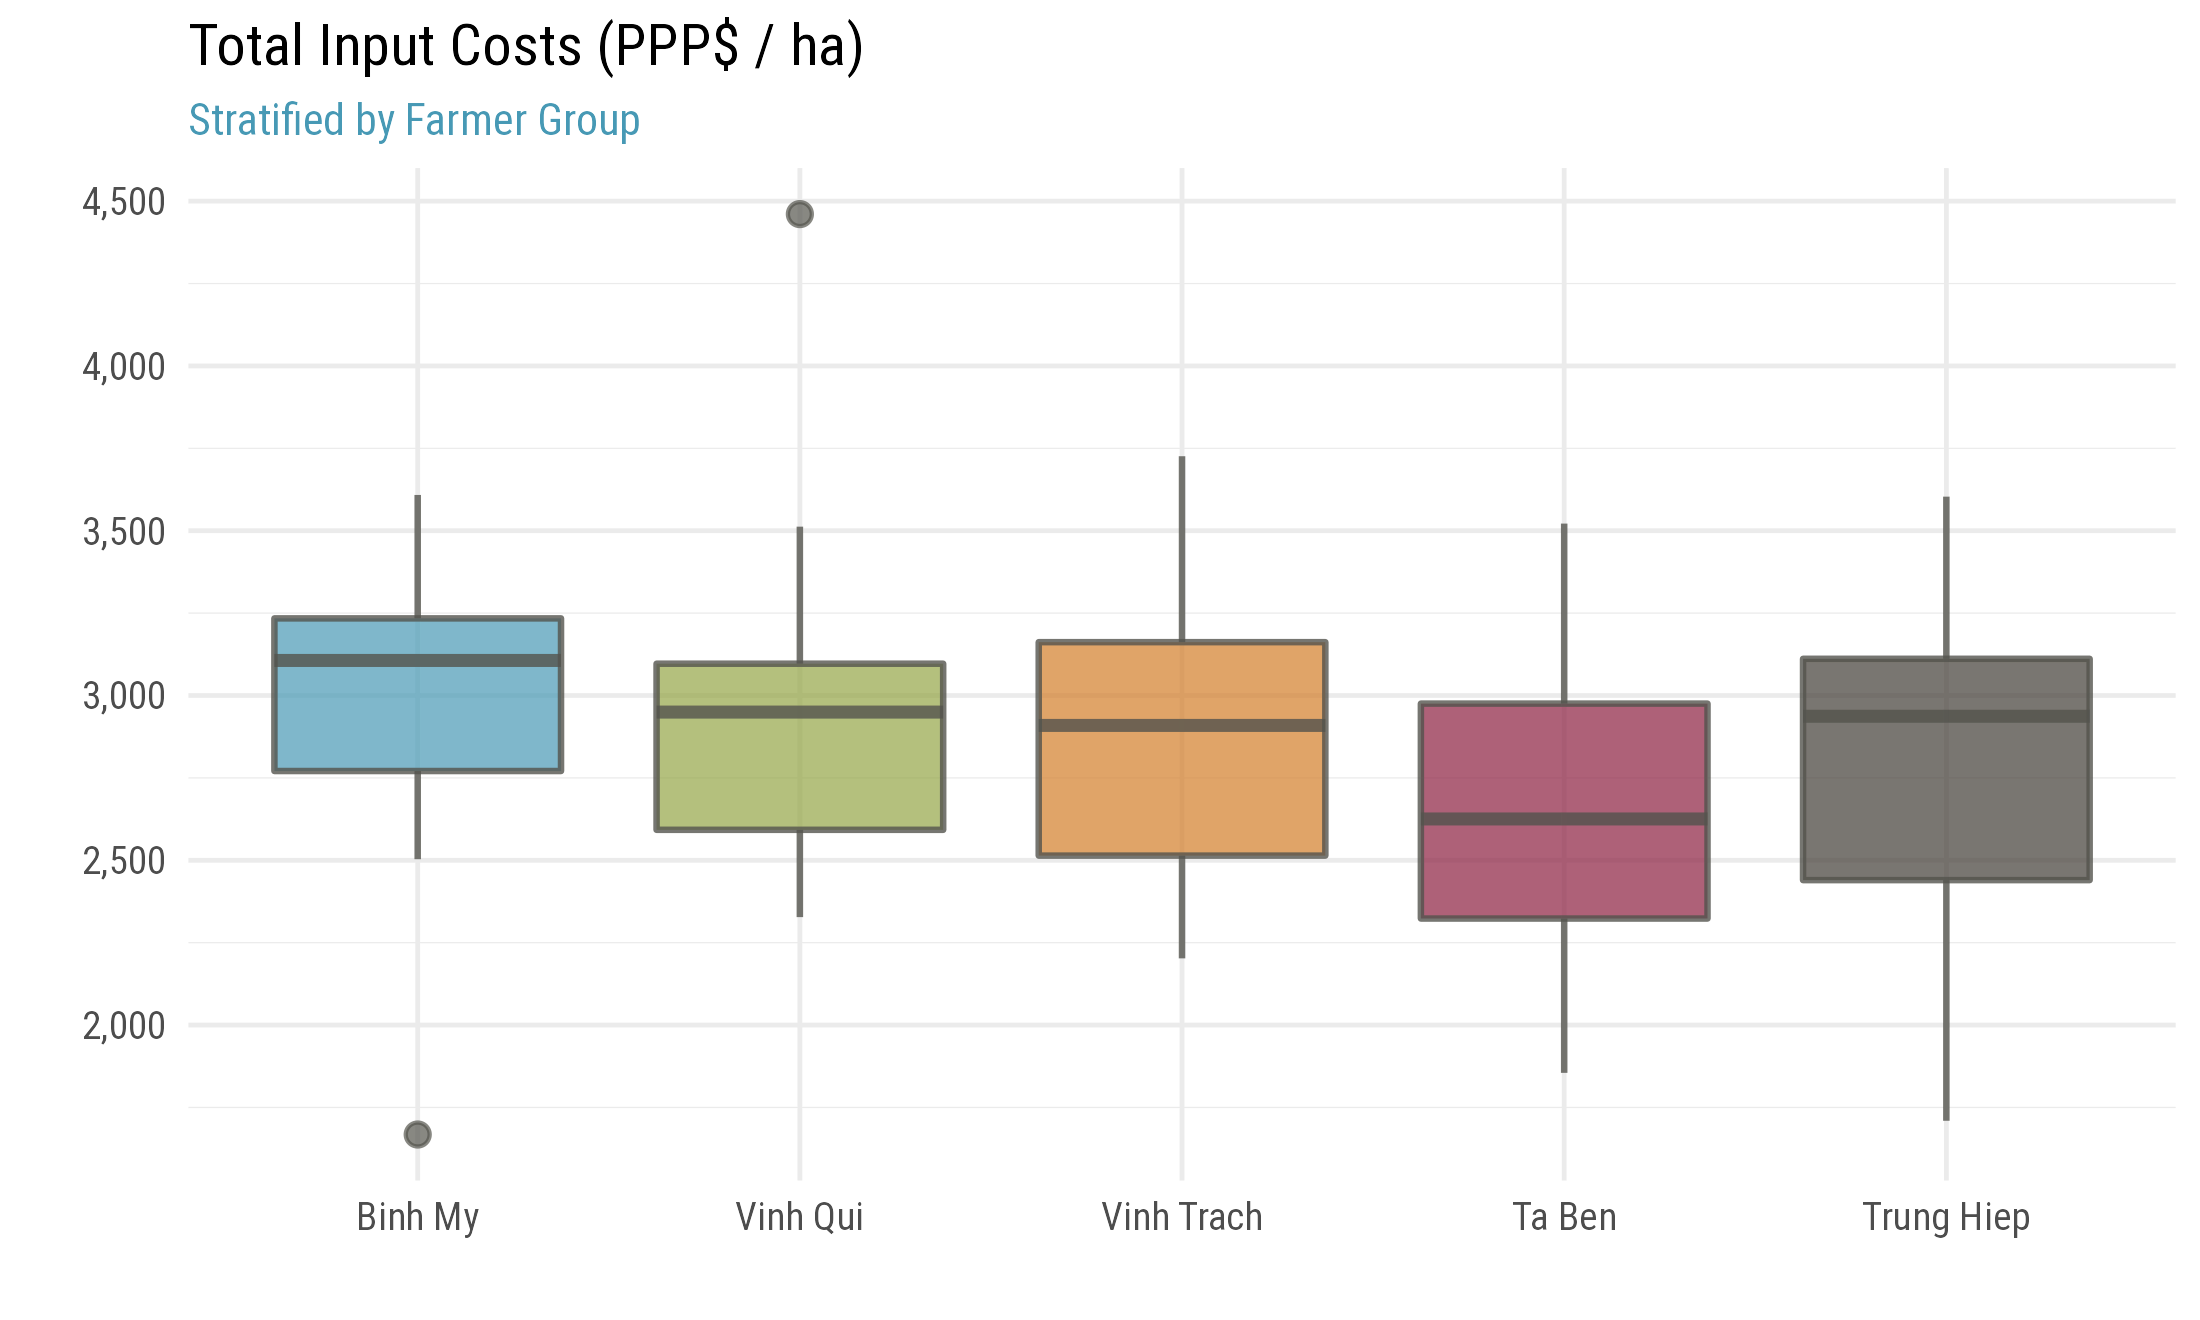 Total Input Costs (PPP$ / ha)
Stratified by Farmer Group
4,500
4,000
3,500
3,000
2,500
2,000
Binh My
Vinh Qui
Vinh Trach
Ta Ben
Trung Hiep